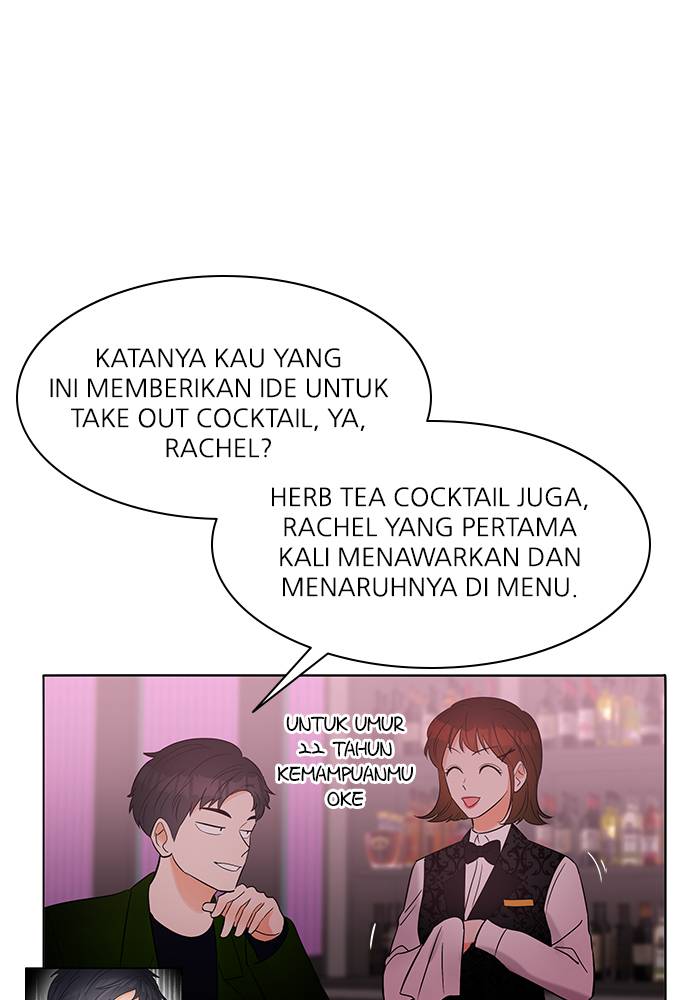 KATANYA KAU YANG
INI MEMBERIKAN IDE UNTUK
TAKE OUT COCKTAIL, YA,
RACHEL?
HERB TEA COCKTAIL JUGA,
RACHEL YANG PERTAMA
KALI MENAWARKAN DAN
MENARUHNYA DI MENU.
UNTUK UMUR
22 TAHUN
KEMAMPUANMU
OKE